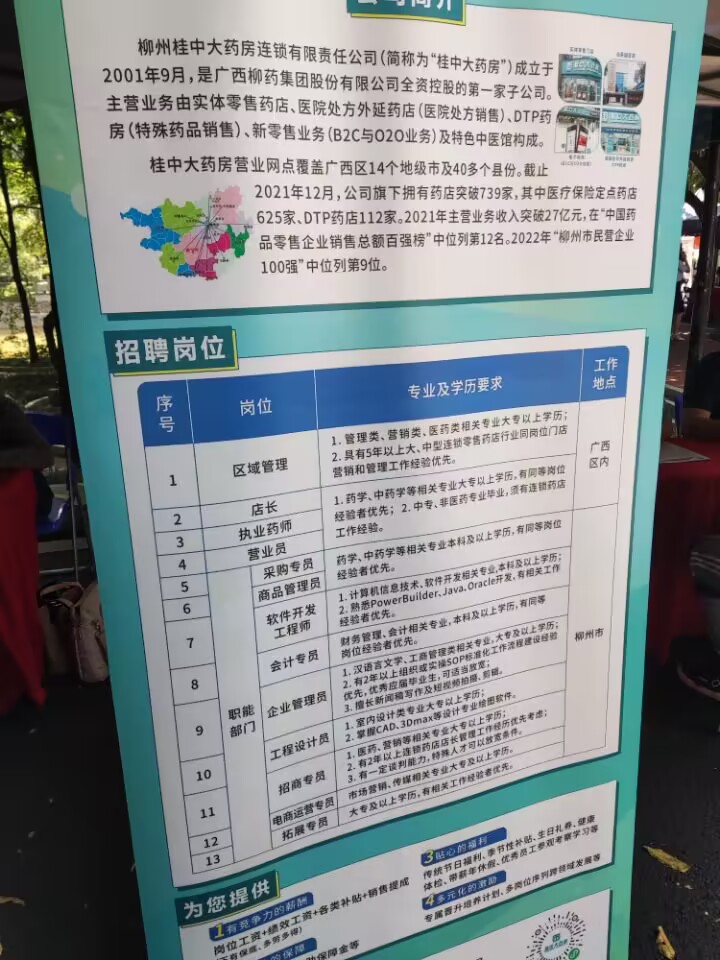 公司简介
柳州桂中大药房连锁有限责任公司(简称为“桂中大药房”)成立于
2001年9月,是广西柳药集团股份有限公司全资控股的第一家子公司。
主营业务由实体零售药店、医院处方外延药店(医院处方销售)、DTP药
房(特殊药品销售)、新零售业务(B2C与O2O业务)及特色中医馆构成。
桂中大药房营业网点覆盖广西区14个地级市及40多个县份。截止
2021年12月,公司旗下拥有药店突破739家,其中医疗保险定点药店
625家、DTP药店112家。2021年主营业务收入突破27亿元,在“中国药
品零售企业销售总额百强榜”中位列第12名。2022年“柳州市民营企业
100强”中位列第9位。
招聘岗位
序号 岗位 专业及学历要求 工作地点
1 区域管理
1. 管理类、营销类、医药类相关专业大专以上学历;
2. 具有5年以上大、中型连锁零售药店行业同岗位门店
营销和管理工作经验优先。
广西区内
2 店长
3 执业药师
4 营业员
1. 药学、中药学等相关专业大专以上学历,有同等岗位
经验者优先; 2. 中专、非医药专业毕业,须有连锁药店
工作经验。
职能部门
柳州市
5 采购专员
6 商品管理员
药学、中药学等相关专业本科及以上学历,有同等岗位
经验者优先。
7 软件开发工程师
1. 计算机信息技术、软件开发相关专业,本科及以上学历;
2. 熟悉PowerBuilder、Java、Oracle开发,有相关工作
经验者优先。
8 会计专员
财务管理、会计相关专业,本科及以上学历,有同等
岗位经验者优先。
9 企业管理员
1. 汉语言文学、工商管理类相关专业,大专及以上学历;
2. 有2年以上组织或实操SOP标准化工作流程建设经验
优先,优秀应届毕业生,可适当放宽;
3. 擅长新闻稿写作及短视频拍摄、剪辑。
10 工程设计员
1. 室内设计类专业大专以上学历;
2. 掌握CAD、3Dmax等设计专业绘图软件。
11 招商专员
1. 医药、营销等相关专业大专以上学历;
2. 有2年以上连锁药店店长管理工作经历优先考虑;
3. 有一定谈判能力,特殊人才可以放宽条件。
12 电商运营专员
市场营销、传媒相关专业大专及以上学历。
13 拓展专员
大专及以上学历,有相关工作经验者优先。
为您提供
1 有竞争力的薪酬
岗位工资+绩效工资+各类补贴+销售提成
有保底、多劳多得)
的保障
助保障金等
3 贴心的福利
传统节日福利、季节性补贴、生日礼券、健康
体检、带薪年休假、优秀员工参观考察学习等
4 多元化的激励
专属晋升培养计划、多岗位序列跨领域发展等